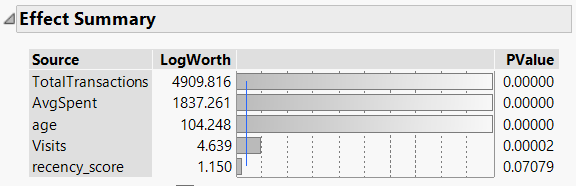 Effect Summary
Source LogWorth PValue
TotalTransactions 4909.816 0.00000
AvgSpent 1837.261 0.00000
age 104.248 0.00000
Visits 4.639 0.00002
recency_score 1.150 0.07079